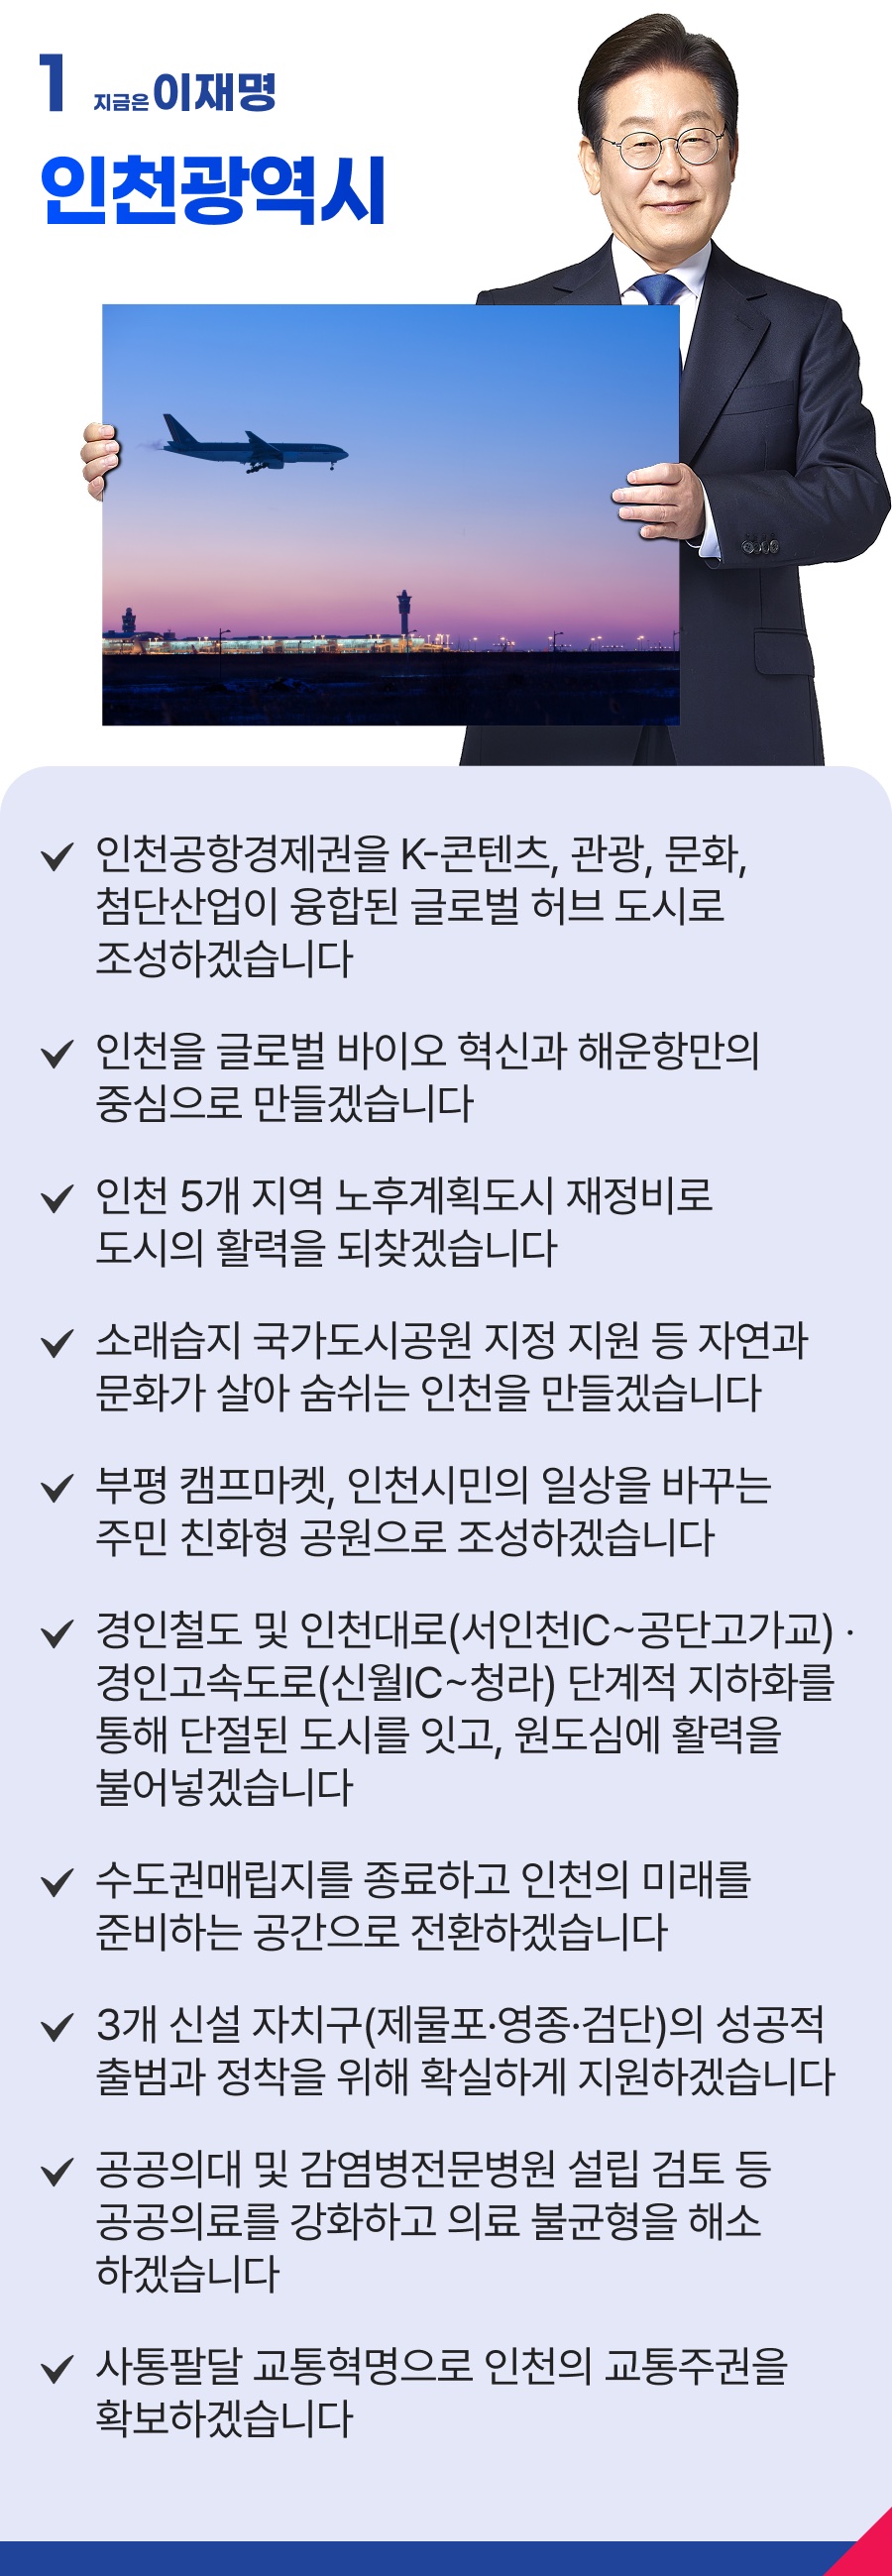 1 지금은 이재명
인천광역시
인천공항경제권을 K-콘텐츠, 관광, 문화,
첨단산업이 융합된 글로벌 허브 도시로
조성하겠습니다
인천을 글로벌 바이오 혁신과 해운항만의
중심으로 만들겠습니다
인천 5개 지역 노후계획도시 재정비로
도시의 활력을 되찾겠습니다
소래습지 국가도시공원 지정 지원 등 자연과
문화가 살아 숨쉬는 인천을 만들겠습니다
부평 캠프마켓, 인천시민의 일상을 바꾸는
주민 친화형 공원으로 조성하겠습니다
경인철도 및 인천대로(서인천IC~공단고가교) ·
경인고속도로(신월IC~청라) 단계적 지하화를
통해 단절된 도시를 잇고, 원도심에 활력을
불어넣겠습니다
수도권매립지를 종료하고 인천의 미래를
준비하는 공간으로 전환하겠습니다
3개 신설 자치구(제물포·영종·검단)의 성공적
출범과 정착을 위해 확실하게 지원하겠습니다
공공의대 및 감염병전문병원 설립 검토 등
공공의료를 강화하고 의료 불균형을 해소
하겠습니다
사통팔달 교통혁명으로 인천의 교통주권을
확보하겠습니다